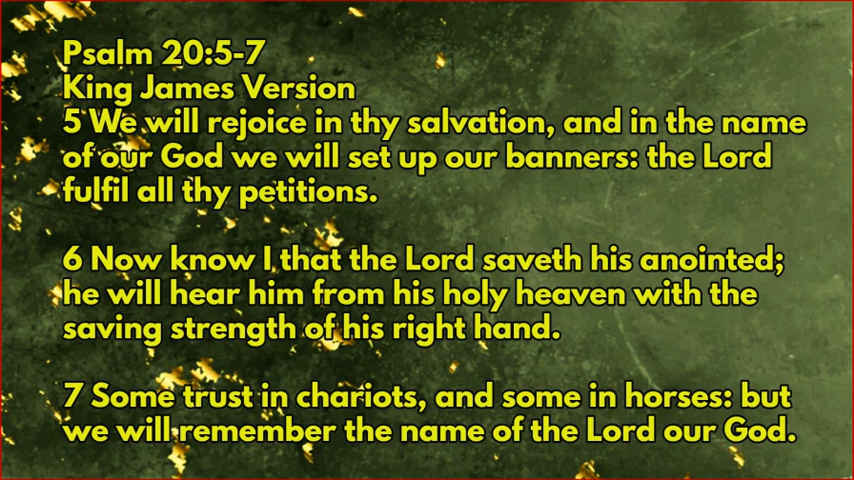 Psalm 20:5-7
King James Version
5 We will rejoice in thy salvation, and in the name
of our God we will set up our banners: the Lord
fulfil all thy petitions.
6 Now know I that the Lord saveth his anointed;
he will hear him from his holy heaven with the
saving strength of his right hand.
7 Some trust in chariots, and some in horses: but
we will remember the name of the Lord our God.